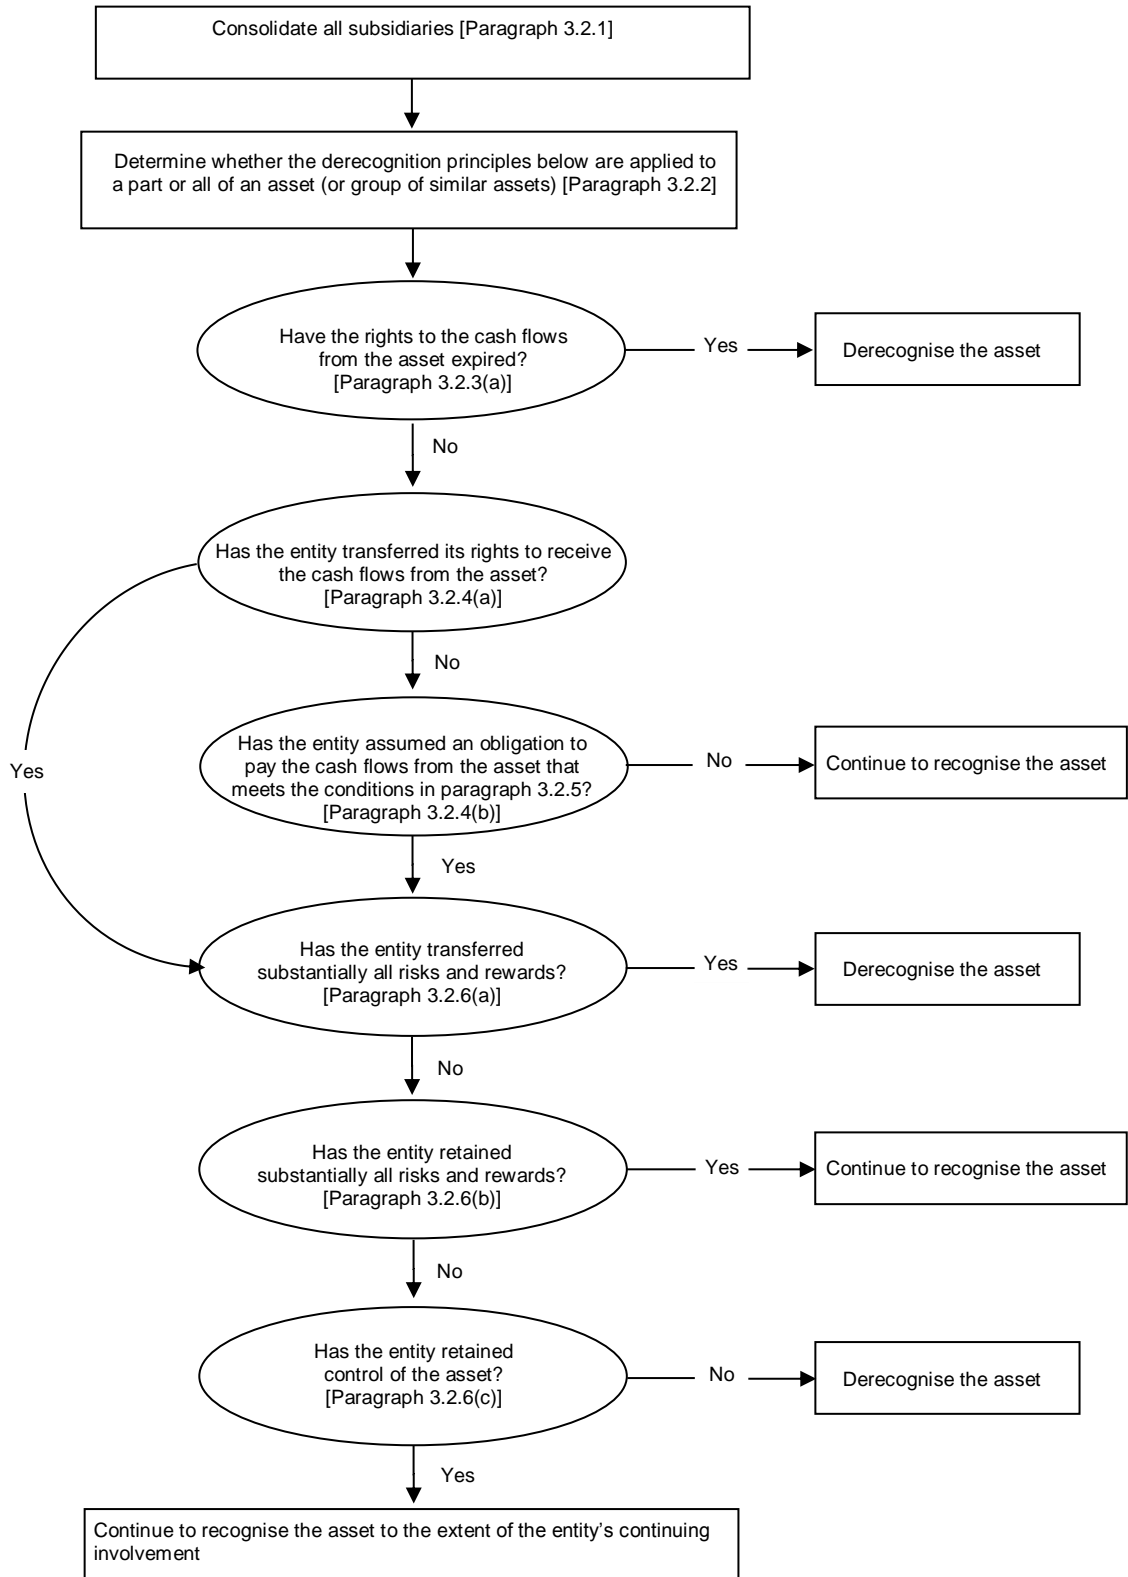 Consolidate all subsidiaries [Paragraph 3.2.1]
Determine whether the derecognition principles below are applied to
a part or all of an asset (or group of similar assets) [Paragraph 3.2.2]
Have the rights to the cash flows
from the asset expired?
[Paragraph 3.2.3(a)]
Yes
Derecognise the asset
No
Has the entity transferred its rights to receive
the cash flows from the asset?
[Paragraph 3.2.4(a)]
Yes
No
Has the entity assumed an obligation to
pay the cash flows from the asset that
meets the conditions in paragraph 3.2.5?
[Paragraph 3.2.4(b)]
No
Continue to recognise the asset
Yes
Has the entity transferred
substantially all risks and rewards?
[Paragraph 3.2.6(a)]
Yes
Derecognise the asset
No
Has the entity retained
substantially all risks and rewards?
[Paragraph 3.2.6(b)]
Yes
Continue to recognise the asset
No
Has the entity retained
control of the asset?
[Paragraph 3.2.6(c)]
No
Derecognise the asset
Yes
Continue to recognise the asset to the extent of the entity’s continuing
involvement